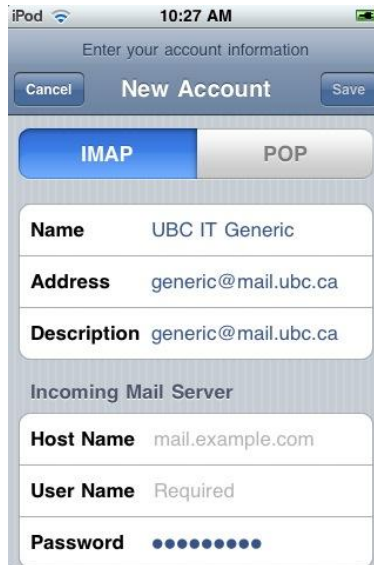 iPod 10:27 AM
Enter your account information
Cancel New Account Save
IMAP POP
Name UBC IT Generic
Address generic@mail.ubc.ca
Description generic@mail.ubc.ca
Incoming Mail Server
Host Name mail.example.com
User Name Required
Password •••••••••